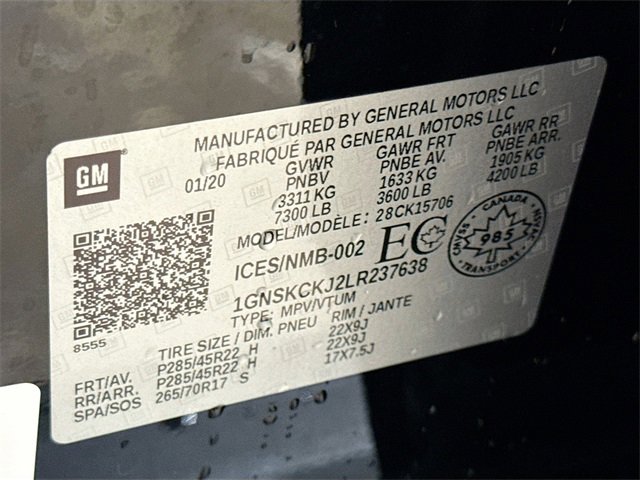 MANUFACTURED BY GENERAL MOTORS LLC
FABRIQUÉ PAR GENERAL MOTORS LLC
GM
01/20
GVWR
PNBV
3311 KG
7300 LB
GAWR FRT
PNBE AV.
1633 KG
3600 LB
GAWR RR
PNBE ARR.
1905 KG
4200 LB
MODEL/MODÈLE: 28CK15706
ICES/NMB-002 EC
CANADA
985
TRANSPORT
1GNSKCKJ2LR237638
TYPE: MPV/VTUM
8555
TIRE SIZE / DIM. PNEU RIM / JANTE
FRT/AV. P285/45R22 H 22X9J
RR/ARR. P285/45R22 H 22X9J
SPA/SOS 265/70R17 S 17X7.5J